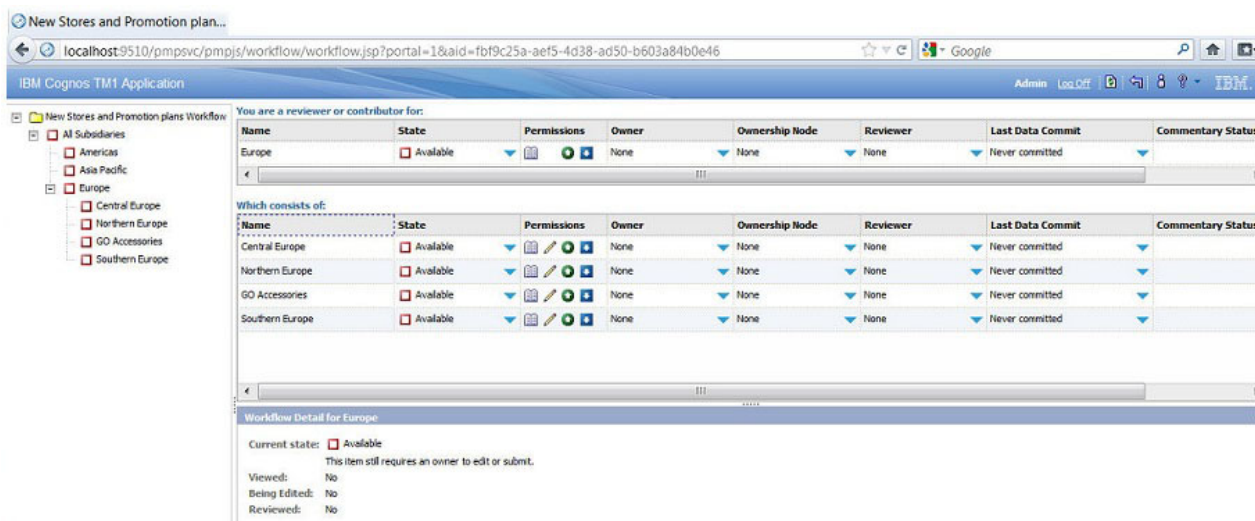 New Stores and Promotion plan...
localhost:9510/pmpsvc/pmpjs/workflow/workflow.jsp?portal=1&aid=fbf9c25a-aef5-4d38-ad50-b603a84b0e46 Google
IBM Cognos TM1 Application Admin Log Off IBM.
New Stores and Promotion plans Workflow
All Subsidiaries
Americas
Asia Pacific
Europe
Central Europe
Northern Europe
GO Accessories
Southern Europe
You are a reviewer or contributor for:
Name State Permissions Owner Ownership Node Reviewer Last Data Commit Commentary Status
Europe Available None None None Never committed
Which consists of:
Name State Permissions Owner Ownership Node Reviewer Last Data Commit Commentary Status
Central Europe Available None None None Never committed
Northern Europe Available None None None Never committed
GO Accessories Available None None None Never committed
Southern Europe Available None None None Never committed
Workflow Detail for Europe
Current state: Available
This item still requires an owner to edit or submit.
Viewed: No
Being Edited: No
Reviewed: No